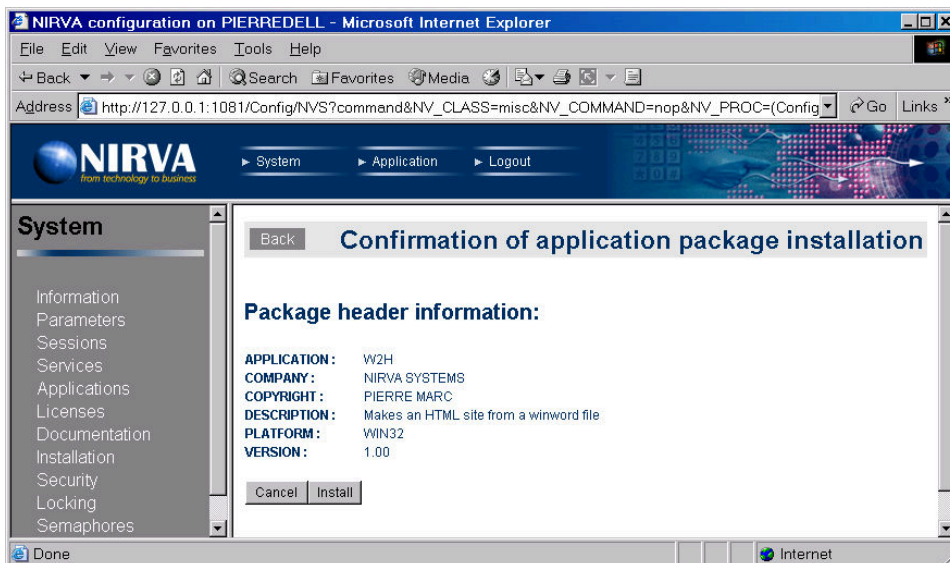 NIRVA configuration on PIERREDELL - Microsoft Internet Explorer
File Edit View Favorites Tools Help
Back Search Favorites Media
Address http://127.0.0.1:1081/Config/NVS?command&NV_CLASS=misc&NV_COMMAND=nop&NV_PROC=(Config Go Links
NIRVA
from technology to business
System Application Logout
System
Back Confirmation of application package installation
Information
Parameters
Sessions
Services
Applications
Licenses
Documentation
Installation
Security
Locking
Semaphores
Package header information:
APPLICATION : W2H
COMPANY : NIRVA SYSTEMS
COPYRIGHT : PIERRE MARC
DESCRIPTION : Makes an HTML site from a winword file
PLATFORM : WIN32
VERSION : 1.00
Cancel Install
Done Internet